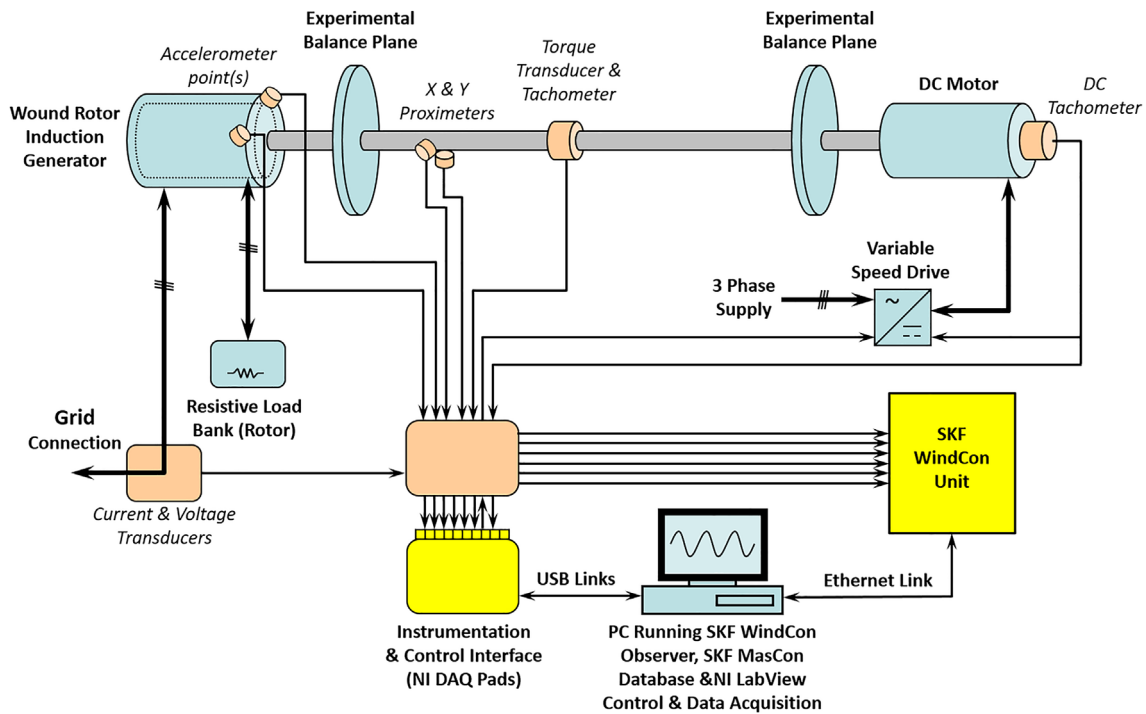 Experimental
Balance Plane
Accelerometer
point(s)
X & Y
Proximeters
Torque
Transducer &
Tachometer
Experimental
Balance Plane
DC Motor
DC
Tachometer
Wound Rotor
Induction
Generator
Variable
Speed Drive
3 Phase
Supply
Resistive Load
Bank (Rotor)
Grid
Connection
Current & Voltage
Transducers
SKF
WindCon
Unit
USB Links
Ethernet Link
Instrumentation
& Control Interface
(NI DAQ Pads)
PC Running SKF WindCon
Observer, SKF MasCon
Database &NI LabView
Control & Data Acquisition